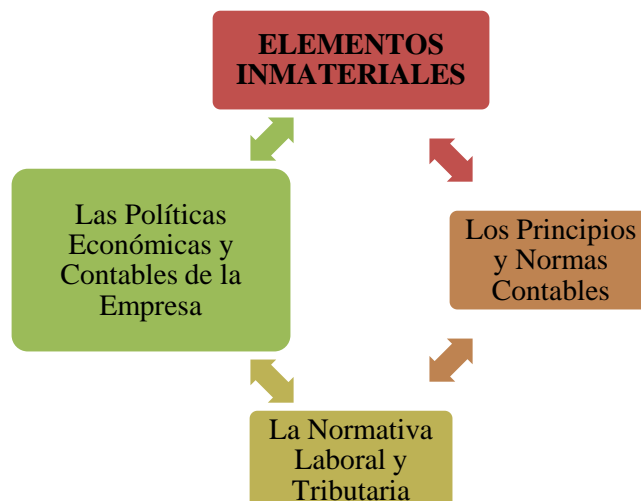 ELEMENTOS
INMATERIALES
Las Políticas
Económicas y
Contables de la
Empresa
Los Principios
y Normas
Contables
La Normativa
Laboral y
Tributaria